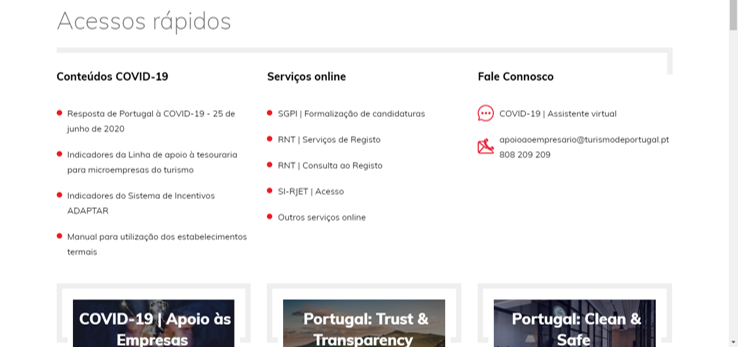 Acessos rápidos
Conteúdos COVID-19
Resposta de Portugal à COVID-19 - 25 de
junho de 2020
Indicadores da Linha de apoio à tesouraria
para microempresas do turismo
Indicadores do Sistema de Incentivos
ADAPTAR
Manual para utilização dos estabelecimentos
termais
Serviços online
SGPI | Formalização de candidaturas
RNT | Serviços de Registo
RNT | Consulta ao Registo
SI-RJET | Acesso
Outros serviços online
Fale Connosco
COVID-19 | Assistente virtual
apoioaoempresario@turismodeportugal.pt
808 209 209
COVID-19 | Apoio às
Empresas
Portugal: Trust &
Transparency
Portugal: Clean &
Safe